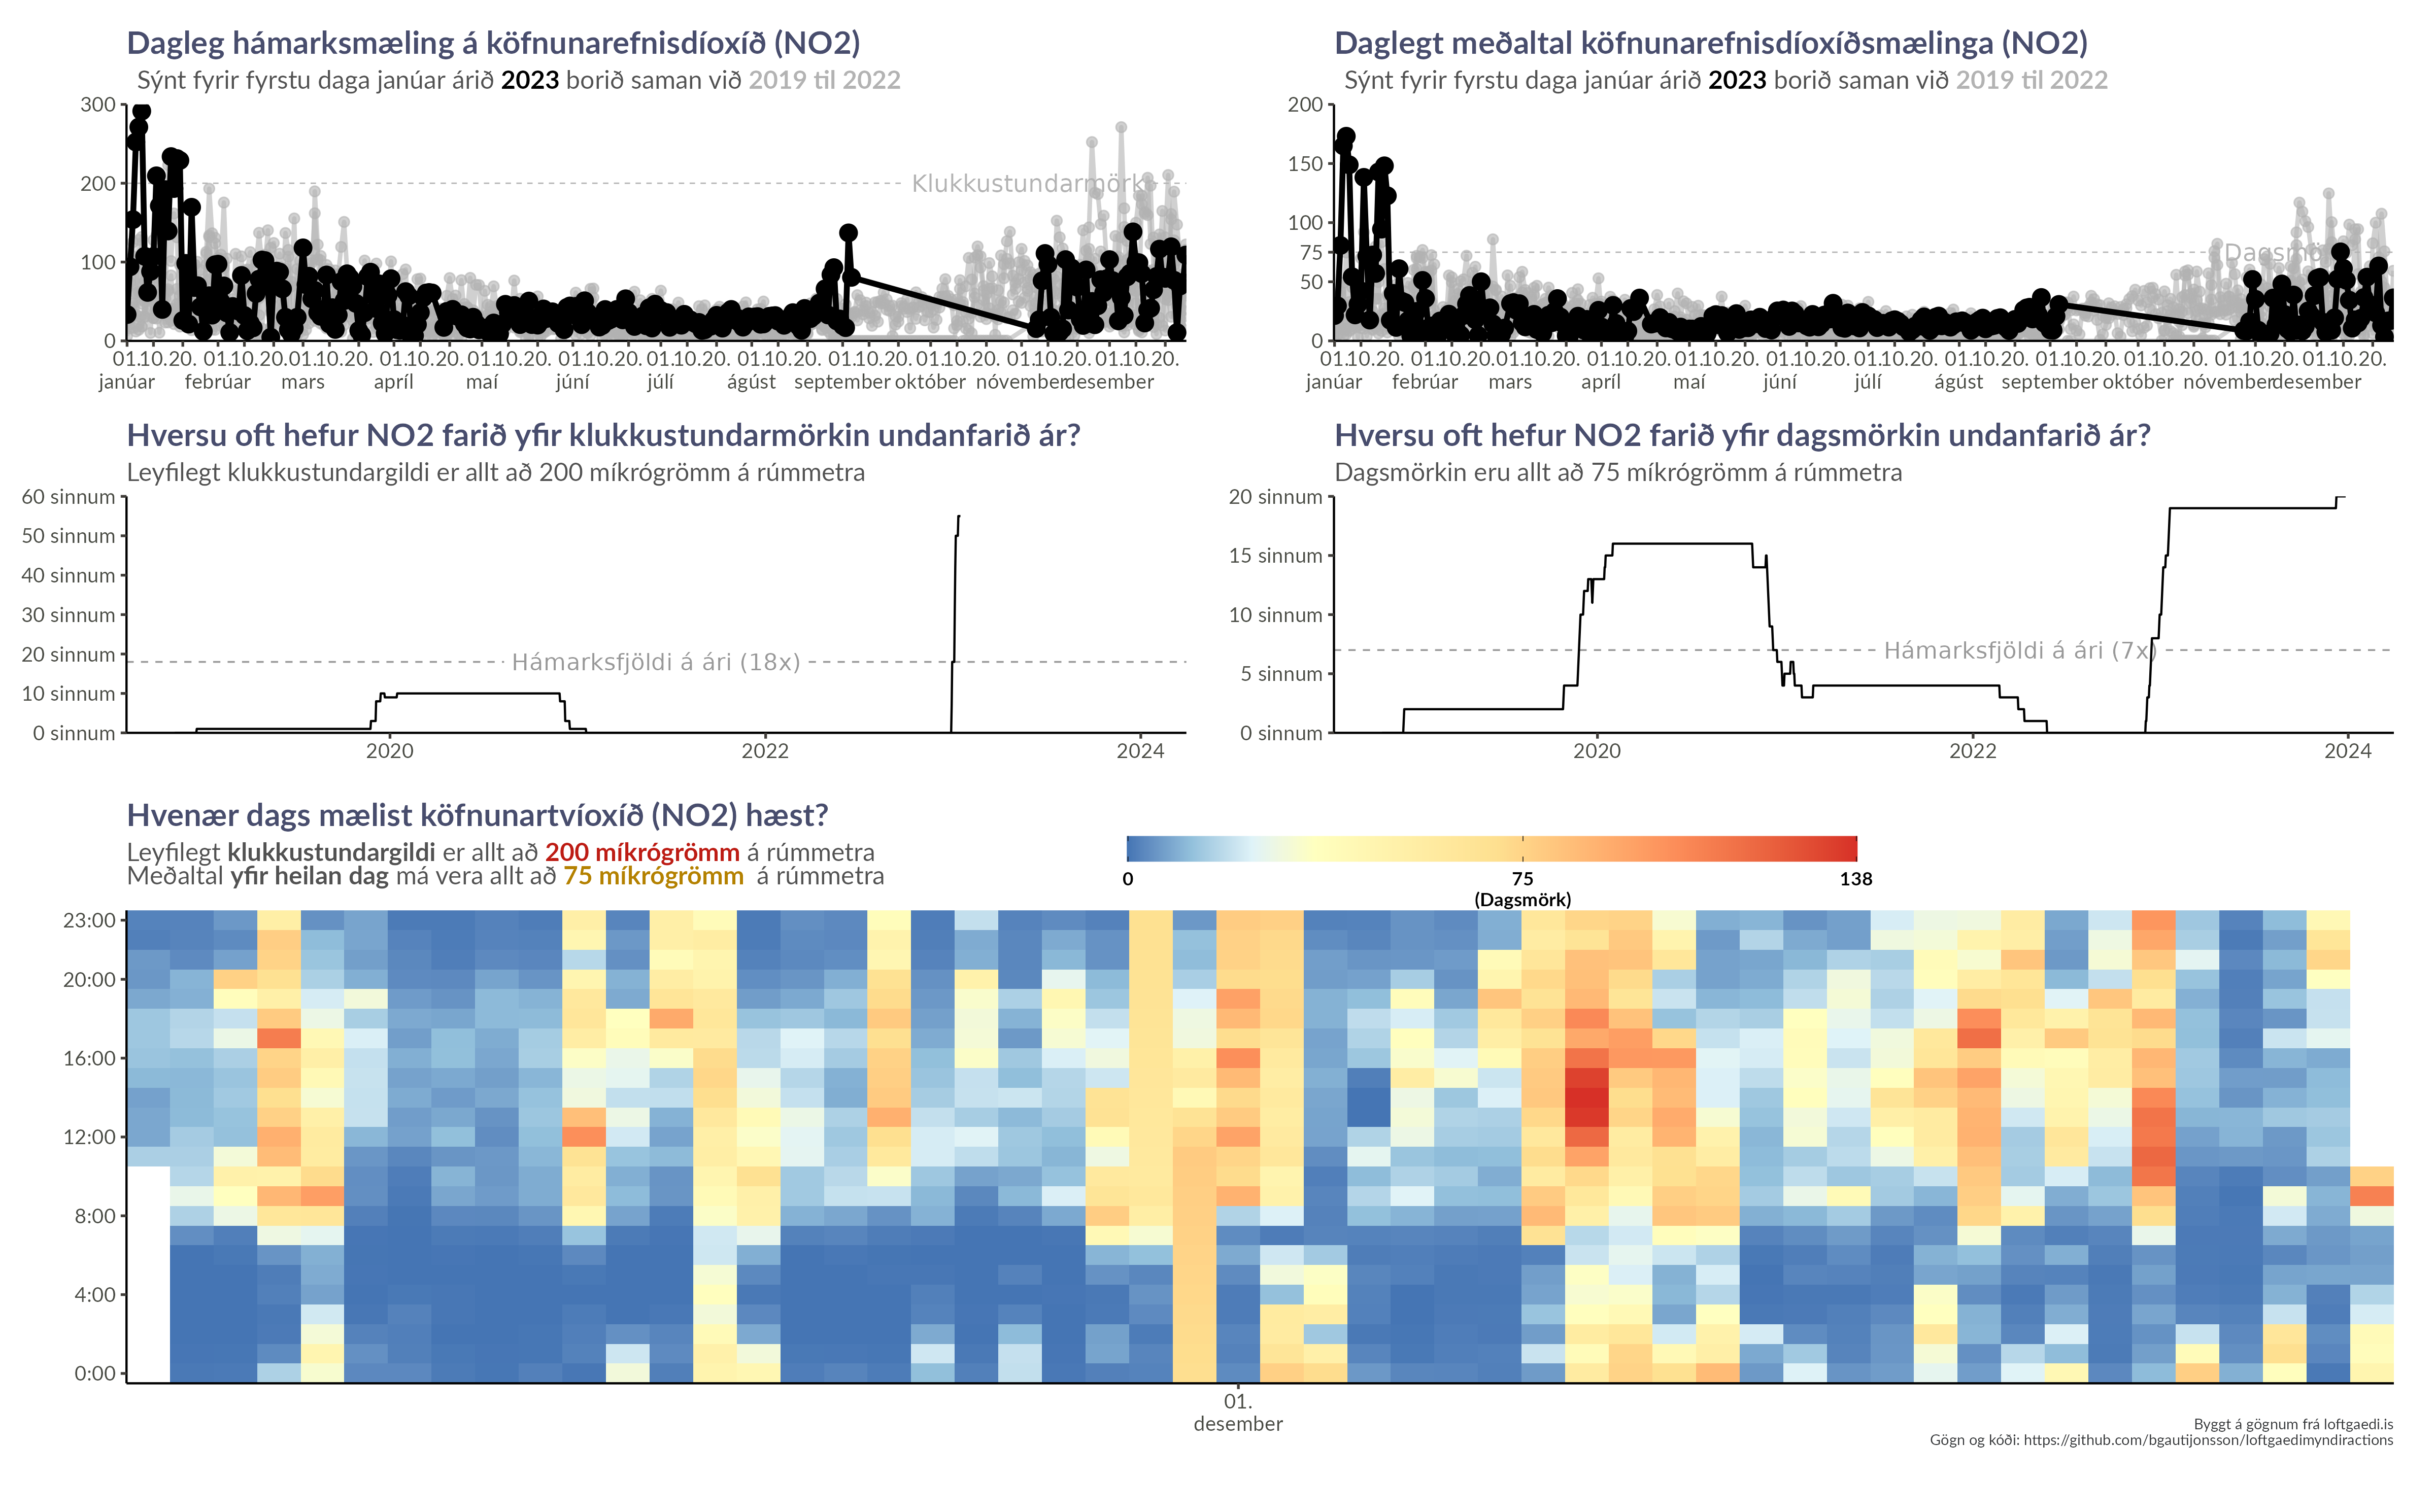 Dagleg hámarksmæling á köfnunarefnisdíoxíð (NO2)
Sýnt fyrir fyrstu daga janúar árið 2023 borið saman við 2019 til 2022
300
200
100
0
Klukkustundarmörk
01.10.20. 01.10.20. 01.10.20. 01.10.20. 01.10.20. 01.10.20. 01.10.20. 01.10.20. 01.10.20. 01.10.20. 01.10.20. 01.10.20.
janúar febrúar mars apríl maí júní júlí ágúst september október nóvember desember
Daglegt meðaltal köfnunarefnisdíoxíðsmælinga (NO2)
Sýnt fyrir fyrstu daga janúar árið 2023 borið saman við 2019 til 2022
200
150
100
75
50
0
01.10.20. 01.10.20. 01.10.20. 01.10.20. 01.10.20. 01.10.20. 01.10.20. 01.10.20. 01.10.20. 01.10.20. 01.10.20. 01.10.20.
janúar febrúar mars apríl maí júní júlí ágúst september október nóvember desember
Hversu oft hefur NO2 farið yfir klukkustundarmörkin undanfarið ár?
Leyfilegt klukkustundargildi er allt að 200 míkrógrömm á rúmmetra
60 sinnum
50 sinnum
40 sinnum
30 sinnum
20 sinnum
10 sinnum
0 sinnum
Hámarksfjöldi á ári (18x)
2020 2022 2024
Hversu oft hefur NO2 farið yfir dagsmörkin undanfarið ár?
Dagsmörkin eru allt að 75 míkrógrömm á rúmmetra
20 sinnum
15 sinnum
10 sinnum
5 sinnum
0 sinnum
Hámarksfjöldi á ári (7x)
2020 2022 2024
Hvenær dags mælist köfnunartvíoxíð (NO2) hæst?
Leyfilegt klukkustundargildi er allt að 200 míkrógrömm á rúmmetra
Meðaltal yfir heilan dag má vera allt að 75 míkrógrömm á rúmmetra
0 75 138
(Dagsmörk)
23:00
20:00
16:00
12:00
8:00
4:00
0:00
01.
desember
Byggt á gögnum frá loftgaedi.is
Gögn og kóði: https://github.com/bgautijonsson/loftgaedimyndiractions